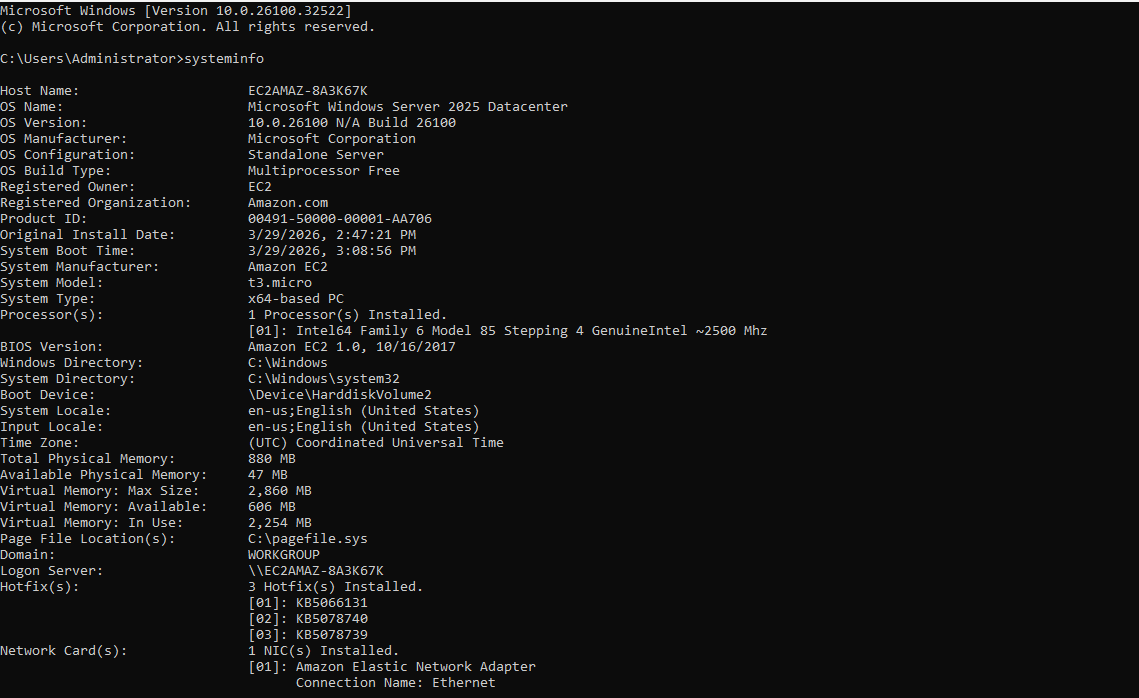 Microsoft Windows [Version 10.0.26100.32522]
(c) Microsoft Corporation. All rights reserved.
C:\Users\Administrator>systeminfo
Host Name: EC2AMAZ-8A3K67K
OS Name: Microsoft Windows Server 2025 Datacenter
OS Version: 10.0.26100 N/A Build 26100
OS Manufacturer: Microsoft Corporation
OS Configuration: Standalone Server
OS Build Type: Multiprocessor Free
Registered Owner: EC2
Registered Organization: Amazon.com
Product ID: 00491-50000-00001-AA706
Original Install Date: 3/29/2026, 2:47:21 PM
System Boot Time: 3/29/2026, 3:08:56 PM
System Manufacturer: Amazon EC2
System Model: t3.micro
System Type: x64-based PC
Processor(s): 1 Processor(s) Installed.
[01]: Intel64 Family 6 Model 85 Stepping 4 GenuineIntel ~2500 Mhz
BIOS Version: Amazon EC2 1.0, 10/16/2017
Windows Directory: C:\Windows
System Directory: C:\Windows\system32
Boot Device: \Device\HarddiskVolume2
System Locale: en-us;English (United States)
Input Locale: en-us;English (United States)
Time Zone: (UTC) Coordinated Universal Time
Total Physical Memory: 880 MB
Available Physical Memory: 47 MB
Virtual Memory: Max Size: 2,860 MB
Virtual Memory: Available: 606 MB
Virtual Memory: In Use: 2,254 MB
Page File Location(s): C:\pagefile.sys
Domain: WORKGROUP
Logon Server: \\EC2AMAZ-8A3K67K
Hotfix(s): 3 Hotfix(s) Installed.
[01]: KB5066131
[02]: KB5078740
[03]: KB5078739
Network Card(s): 1 NIC(s) Installed.
[01]: Amazon Elastic Network Adapter
Connection Name: Ethernet